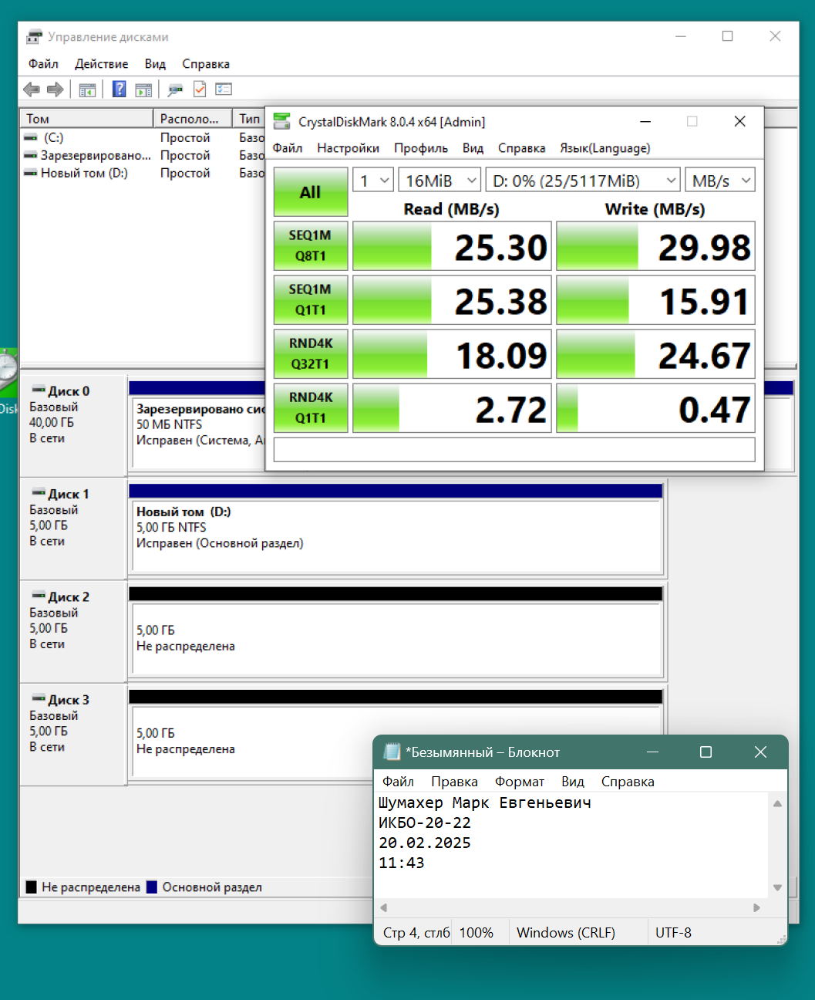 Управление дисками
Файл Действие Вид Справка
Том Располо... Тип
(C:) Простой Базо
Зарезервировано... Простой Базо
Новый том (D:) Простой Базо
CrystalDiskMark 8.0.4 x64 [Admin]
Файл Настройки Профиль Вид Справка Язык(Language)
All 1 16MiB D: 0% (25/5117MiB) MB/s
Read (MB/s) Write (MB/s)
SEQ1M
Q8T1 25.30 29.98
SEQ1M
Q1T1 25.38 15.91
RND4K
Q32T1 18.09 24.67
RND4K
Q1T1 2.72 0.47
Disk
Диск 0
Базовый
40,00 ГБ
В сети
Зарезервировано сис
50 МБ NTFS
Исправен (Система, А
Диск 1
Базовый
5,00 ГБ
В сети
Новый том (D:)
5,00 ГБ NTFS
Исправен (Основной раздел)
Диск 2
Базовый
5,00 ГБ
В сети
5,00 ГБ
Не распределена
Диск 3
Базовый
5,00 ГБ
В сети
5,00 ГБ
Не распределена
Не распределена Основной раздел
*Безымянный – Блокнот
Файл Правка Формат Вид Справка
Шумахер Марк Евгеньевич
ИКБО-20-22
20.02.2025
11:43
Стр 4, стлб 100% Windows (CRLF) UTF-8